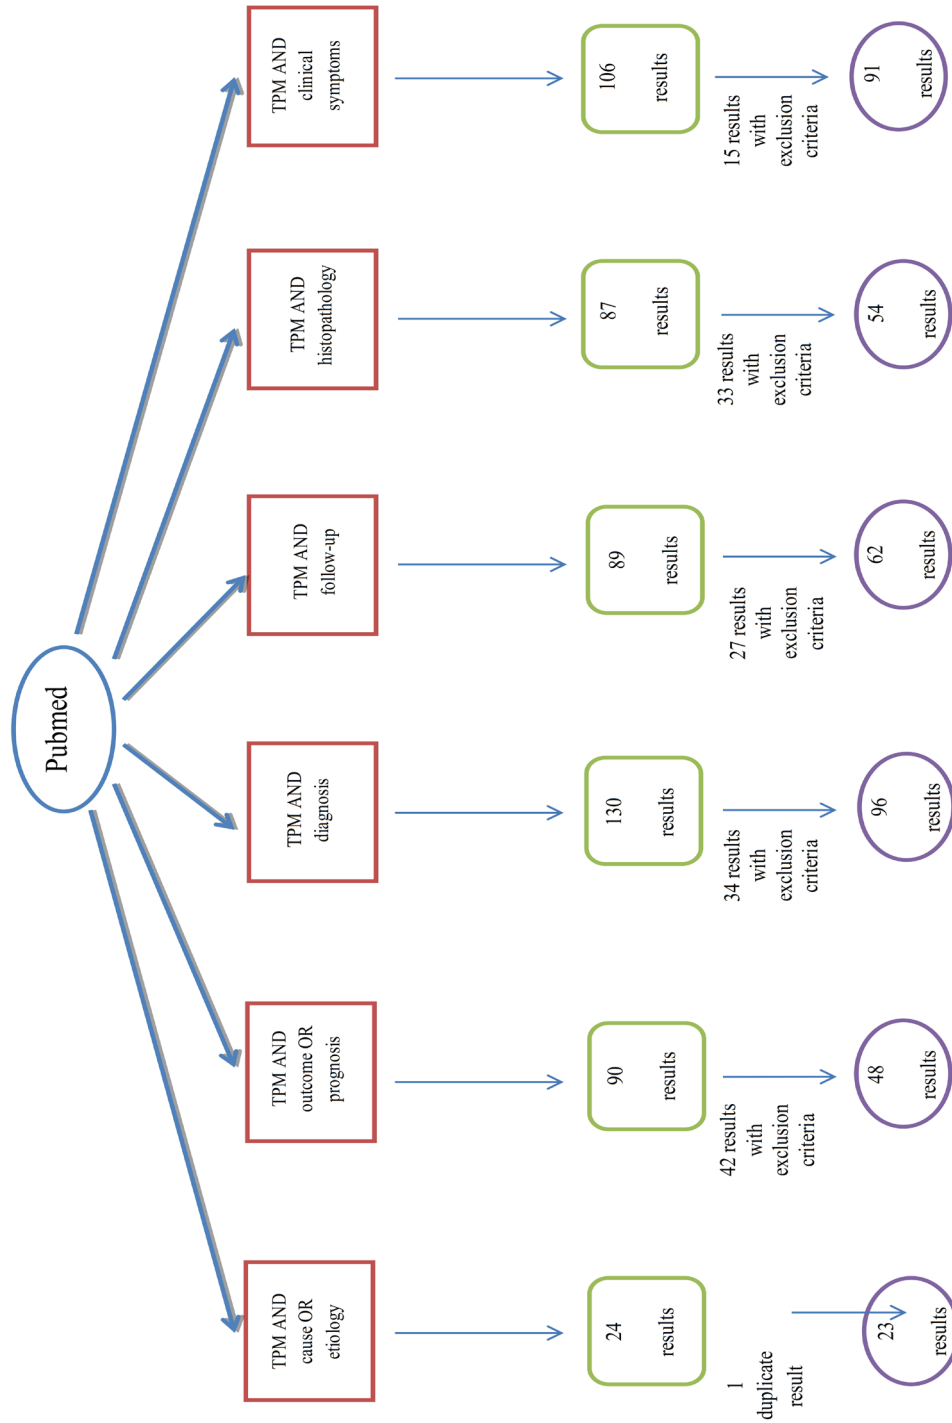 Pubmed
TPM AND
cause OR
etiology
TPM AND
outcome OR
prognosis
TPM AND
diagnosis
TPM AND
follow-up
TPM AND
histopathology
TPM AND
clinical
symptoms
24
results
90
results
130
results
89
results
87
results
106
results
1
duplicate
result
42 results
with
exclusion
criteria
34 results
with
exclusion
criteria
27 results
with
exclusion
criteria
33 results
with
exclusion
criteria
15 results
with
exclusion
criteria
23
results
48
results
96
results
62
results
54
results
91
results